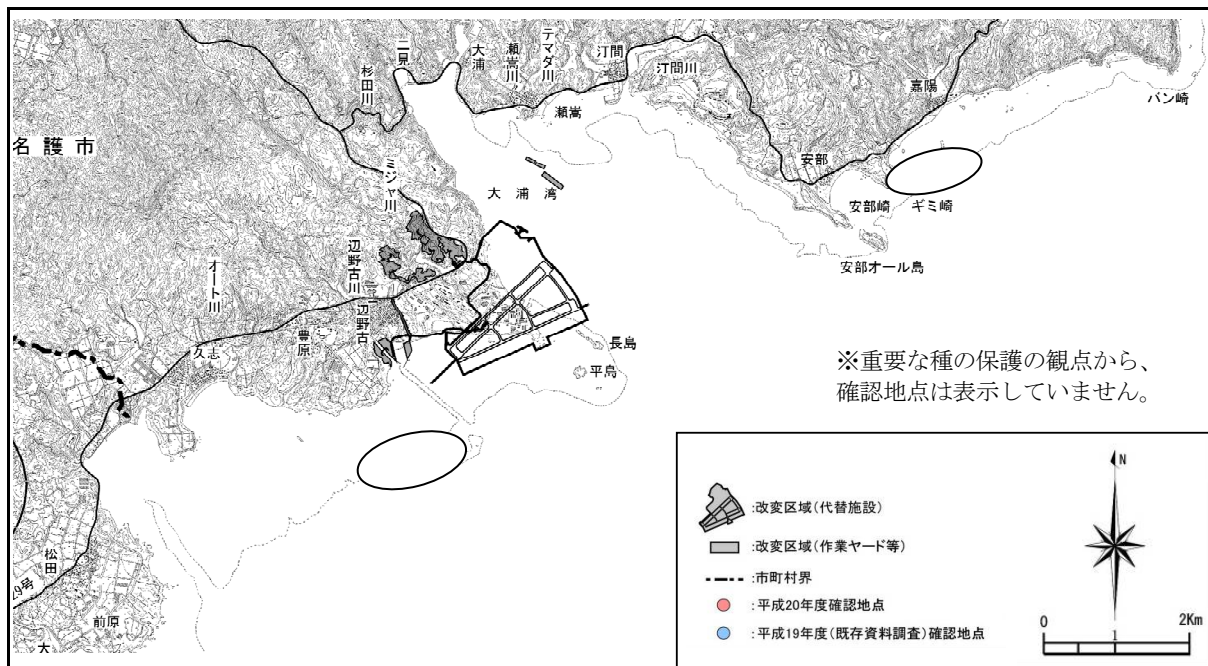 名護市
杉田川
二見
大浦
瀬嵩川
テマダ川
汀間
汀間川
瀬嵩
嘉陽
バン崎
安部
安部崎
ギミ崎
安部オール島
大浦湾
ミジャ川
辺野古川
辺野古
オートロ川
豊原
久志
長島
平島
松田
前原
大
29号
※重要な種の保護の観点から、
確認地点は表示していません。
:改変区域(代替施設)
:改変区域(作業ヤード等)
:市町村界
:平成20年度確認地点
:平成19年度(既存資料調査)確認地点
N
0 1 2Km